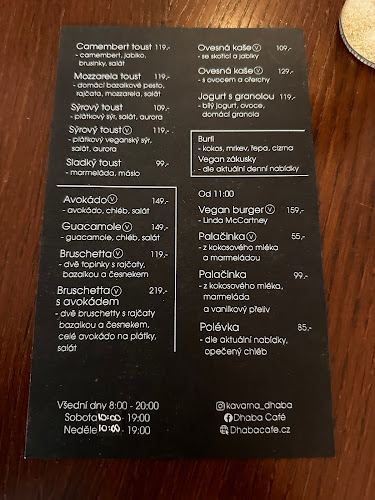 Camembert toust 119,-
- camembert, jablko,
brusinky, salát
Mozzarela toust 119,-
- domácí bazalkové pesto,
rajčata, mozzarela, salát
Sýrový toust 109,-
- plátkový sýr, salát, aurora
Sýrový toust Ⓥ 119,-
- plátkový veganský sýr,
salát, aurora
Sladký toust 99,-
- marmeláda, máslo
Avokádo Ⓥ 149,-
- avokádo, chléb, salát
Guacamole Ⓥ 149,-
- guacamole, chléb, salát
Bruschetta Ⓥ 119,-
- dvě topinky s rajčaty,
bazalkou a česnekem
Bruschetta Ⓥ 219,-
s avokádem
- dvě bruschetty s rajčaty
bazalkou a česnekem,
celé avokádo na plátky,
salát
Ovesná kaše Ⓥ 109,-
- se skořicí a jablky
Ovesná kaše Ⓥ 129,-
- s ovocem a ořechy
Jogurt s granolou 119,-
- bílý jogurt, ovoce,
domácí granola
Burfi
- kokos, mrkev, řepa, cizrna
Vegan zákusky
- dle aktuální denní nabídky
Od 11:00
Vegan burger Ⓥ 159,-
- Linda McCartney
Palačinka Ⓥ 55,-
- z kokosového mléka
a marmeládou
Palačinka 99,-
- z kokosového mléka,
marmeláda
a vanilkový přeliv
Polévka 85,-
- dle aktuální nabídky,
opečený chléb
Všední dny 8:00 - 20:00
Sobota 10:00 - 19:00
Neděle 10:00 - 19:00
kavarna_dhaba
Dhaba Café
Dhabacafe.cz